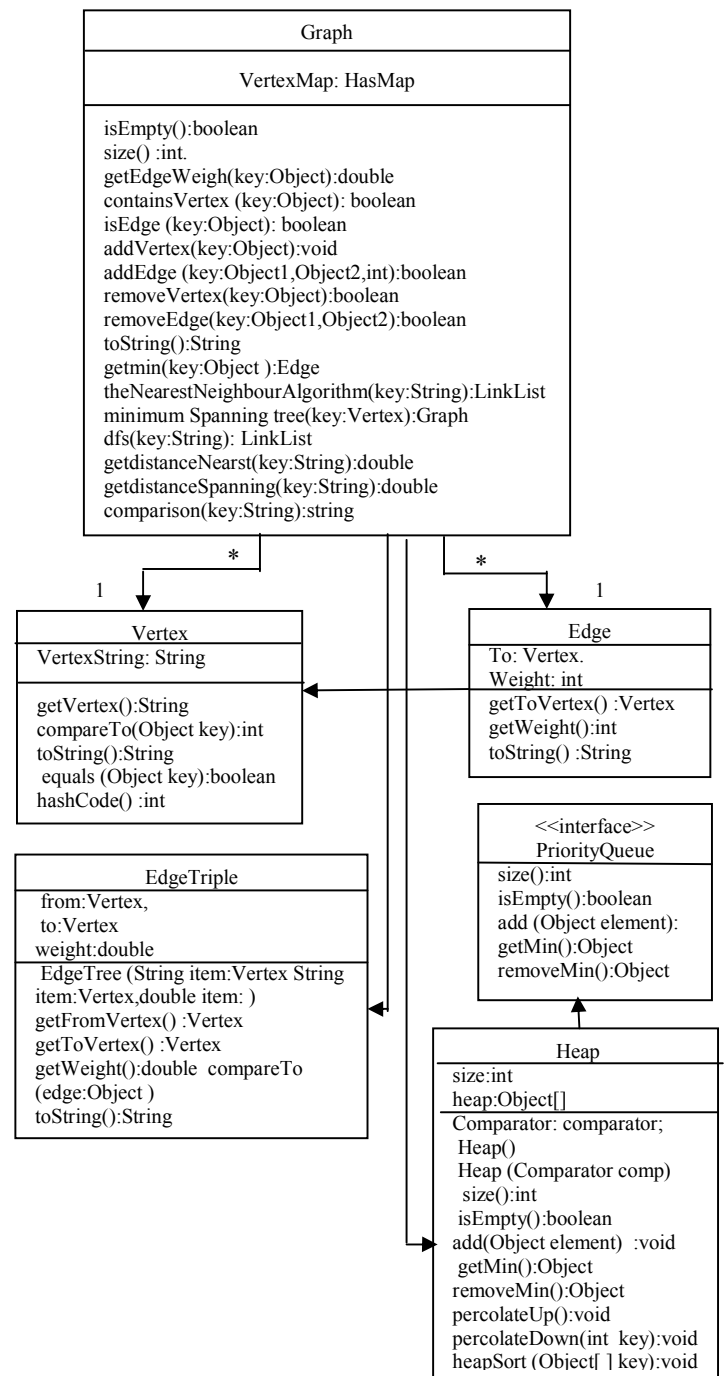 Graph
VertexMap: HasMap
isEmpty():boolean
size() :int.
getEdgeWeigh(key:Object):double
containsVertex (key:Object): boolean
isEdge (key:Object): boolean
addVertex(key:Object):void
addEdge (key:Object1,Object2,int):boolean
removeVertex(key:Object):boolean
removeEdge(key:Object1,Object2):boolean
toString():String
getmin(key:Object ):Edge
theNearestNeighbourAlgorithm(key:String):LinkList
minimum Spanning tree(key:Vertex):Graph
dfs(key:String): LinkList
getdistanceNearst(key:String):double
getdistanceSpanning(key:String):double
comparison(key:String):string
*
*
1
1
Vertex
VertexString: String
getVertex():String
compareTo(Object key):int
toString():String
equals (Object key):boolean
hashCode() :int
Edge
To: Vertex.
Weight: int
getToVertex() :Vertex
getWeight():int
toString() :String
<<interface>>
PriorityQueue
size():int
isEmpty():boolean
add (Object element):
getMin():Object
removeMin():Object
EdgeTriple
from:Vertex,
to:Vertex
weight:double
EdgeTree (String item:Vertex String
item:Vertex,double item: )
getFromVertex() :Vertex
getToVertex() :Vertex
getWeight():double compareTo
(edge:Object )
toString():String
Heap
size:int
heap:Object[]
Comparator: comparator;
Heap()
Heap (Comparator comp)
size():int
isEmpty():boolean
add(Object element) :void
getMin():Object
removeMin():Object
percolateUp():void
percolateDown(int key):void
heapSort (Object[ ] key):void